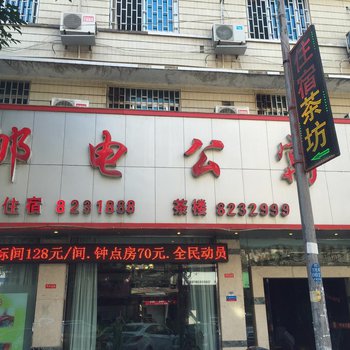 邮电公寓
住宿 8231888 茶楼 8232999
标间128元/间.钟点房70元.全民动员
住宿茶坊